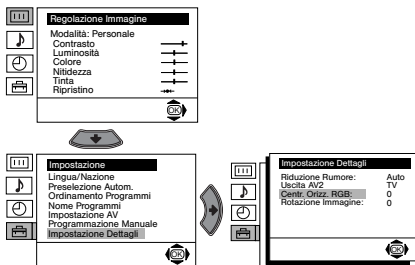 Regolazione Immagine
Modalità: Personale
Contrasto
Luminosità
Colore
Nitidezza
Tinta
Ripristino
OK
Impostazione
Lingua/Nazione
Preselezione Autom.
Ordinamento Programmi
Nome Programmi
Impostazione AV
Programmazione Manuale
Impostazione Dettagli
OK
Impostazione Dettagli
Riduzione Rumore: Auto
Uscita AV2 TV
Centr. Orizz. RGB: 0
Rotazione Immagine: 0
OK